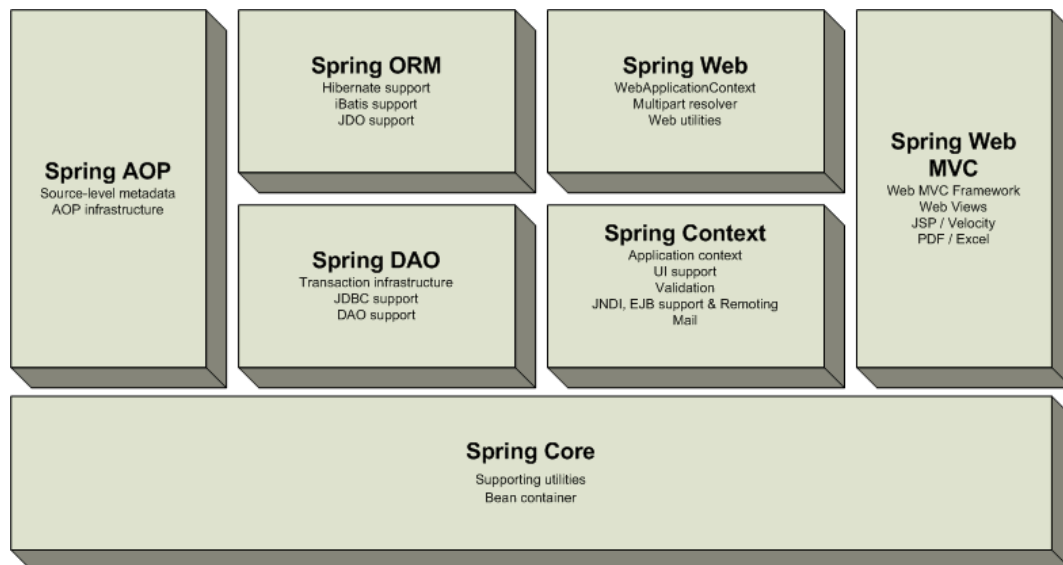 Spring AOP
Source-level metadata
AOP infrastructure
Spring ORM
Hibernate support
iBatis support
JDO support
Spring DAO
Transaction infrastructure
JDBC support
DAO support
Spring Web
WebApplicationContext
Multipart resolver
Web utilities
Spring Context
Application context
UI support
Validation
JNDI, EJB support & Remoting
Mail
Spring Web
MVC
Web MVC Framework
Web Views
JSP / Velocity
PDF / Excel
Spring Core
Supporting utilities
Bean container